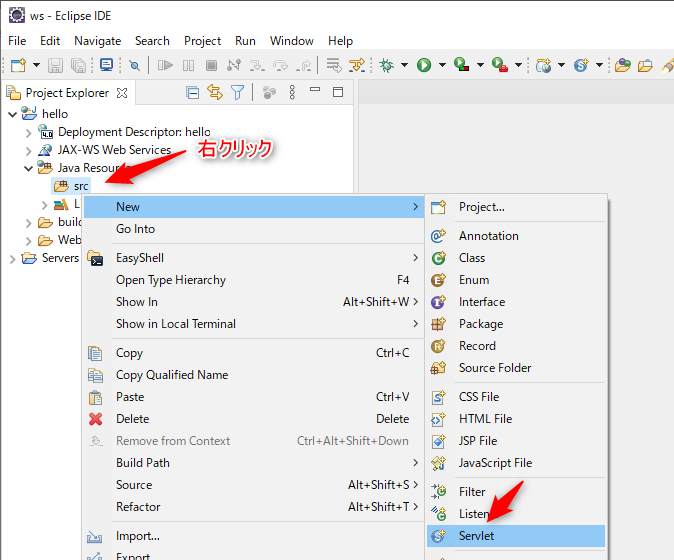 ws - Eclipse IDE
File Edit Navigate Search Project Run Window Help
Project Explorer
hello
Deployment Descriptor: hello
JAX-WS Web Services
Java Resour
右クリック
src
L
build
Web
Servers
New
Go Into
EasyShell
Open Type Hierarchy F4
Show In Alt+Shift+W
Show in Local Terminal
Copy Ctrl+C
Copy Qualified Name
Paste Ctrl+V
Delete Delete
Remove from Context Ctrl+Alt+Shift+Down
Build Path
Source Alt+Shift+S
Refactor Alt+Shift+T
Import...
Export
Project...
Annotation
Class
Enum
Interface
Package
Record
Source Folder
CSS File
HTML File
JSP File
JavaScript File
Filter
Listen
Servlet